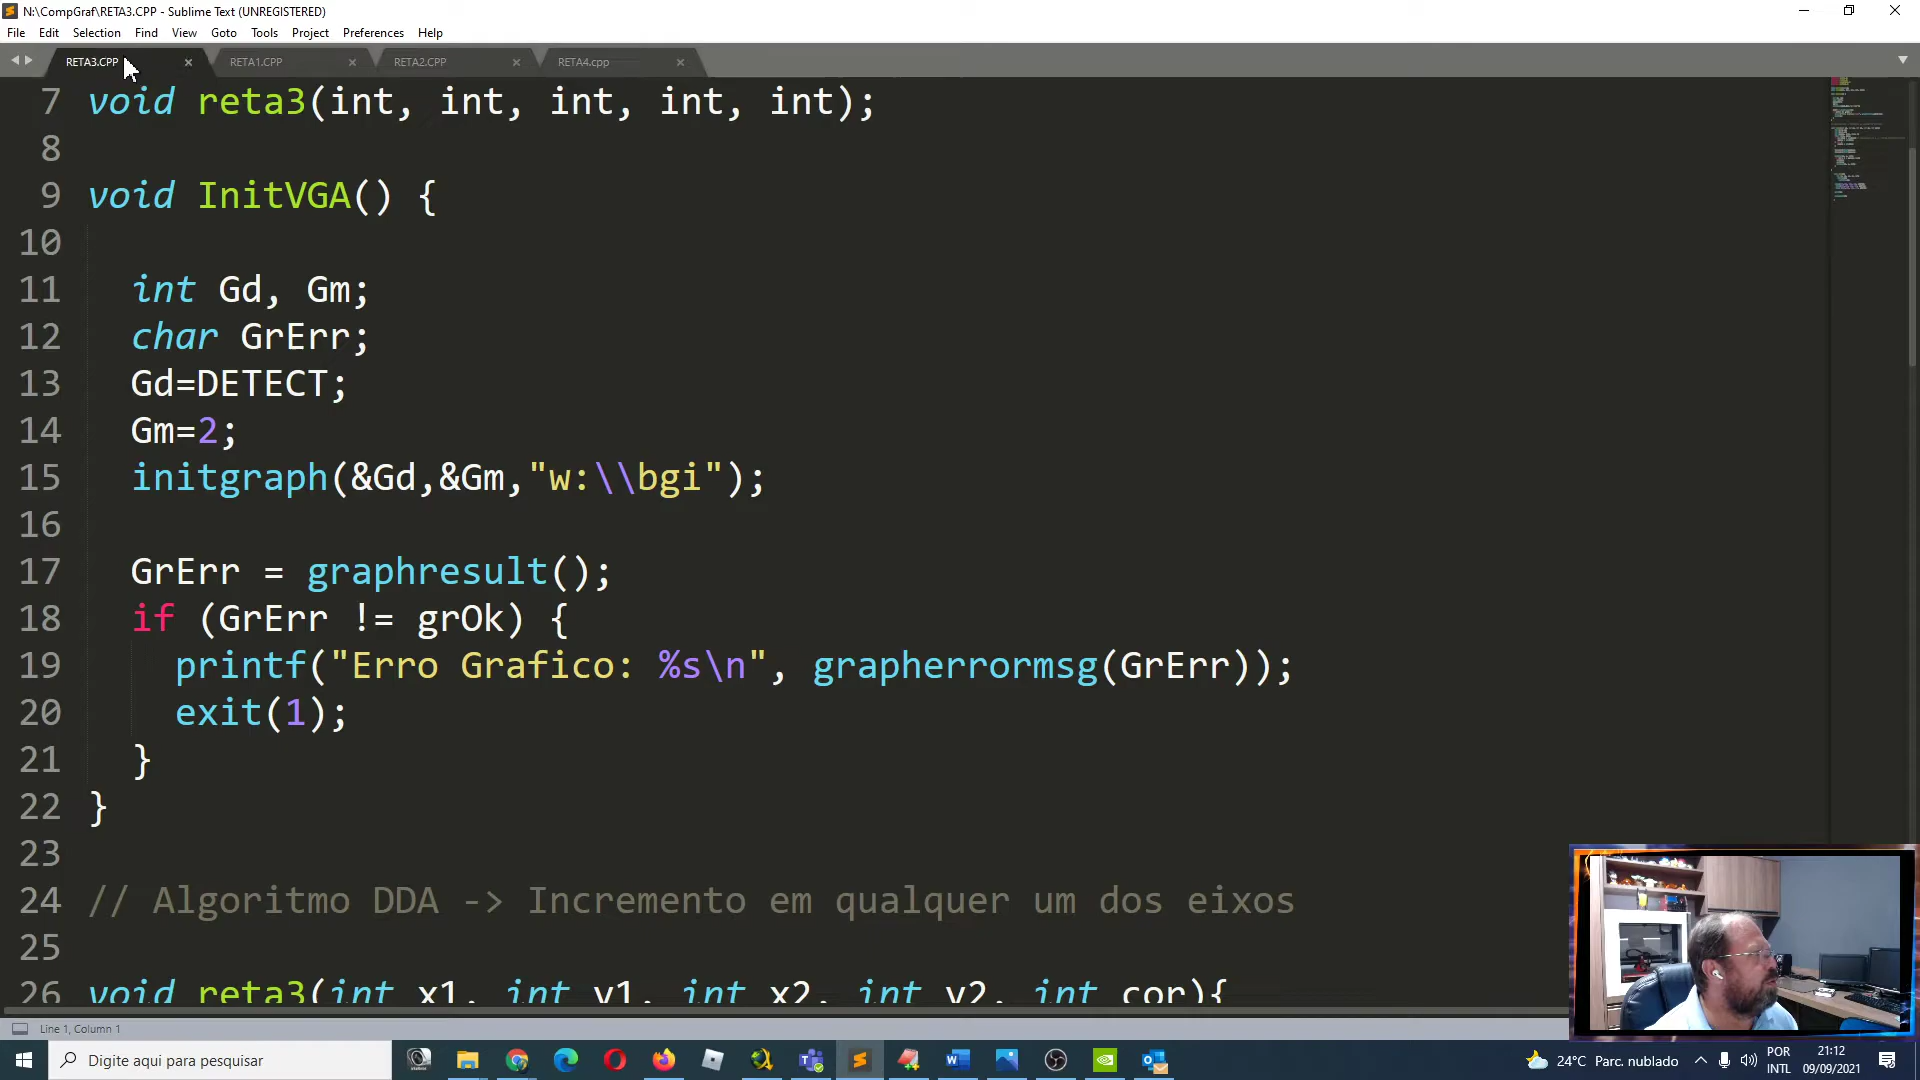 N:\CompGraf\RETA3.CPP - Sublime Text (UNREGISTERED)
File Edit Selection Find View Goto Tools Project Preferences Help
RETA3.CPP RETA1.CPP RETA2.CPP RETA4.cpp
7 void reta3(int, int, int, int, int);
8
9 void InitVGA() {
10
11 int Gd, Gm;
12 char GrErr;
13 Gd=DETECT;
14 Gm=2;
15 initgraph(&Gd,&Gm,"w:\\bgi");
16
17 GrErr = graphresult();
18 if (GrErr != grOk) {
19 printf("Erro Grafico: %s\n", grapherrormsg(GrErr));
20 exit(1);
21 }
22 }
23
24 // Algoritmo DDA -> Incremento em qualquer um dos eixos
25
26 void reta3(int x1, int y1, int x2, int y2, int cor){
Line 1, Column 1
Digite aqui para pesquisar
24°C Parc. nublado
POR
INTL
21:12
09/09/2021